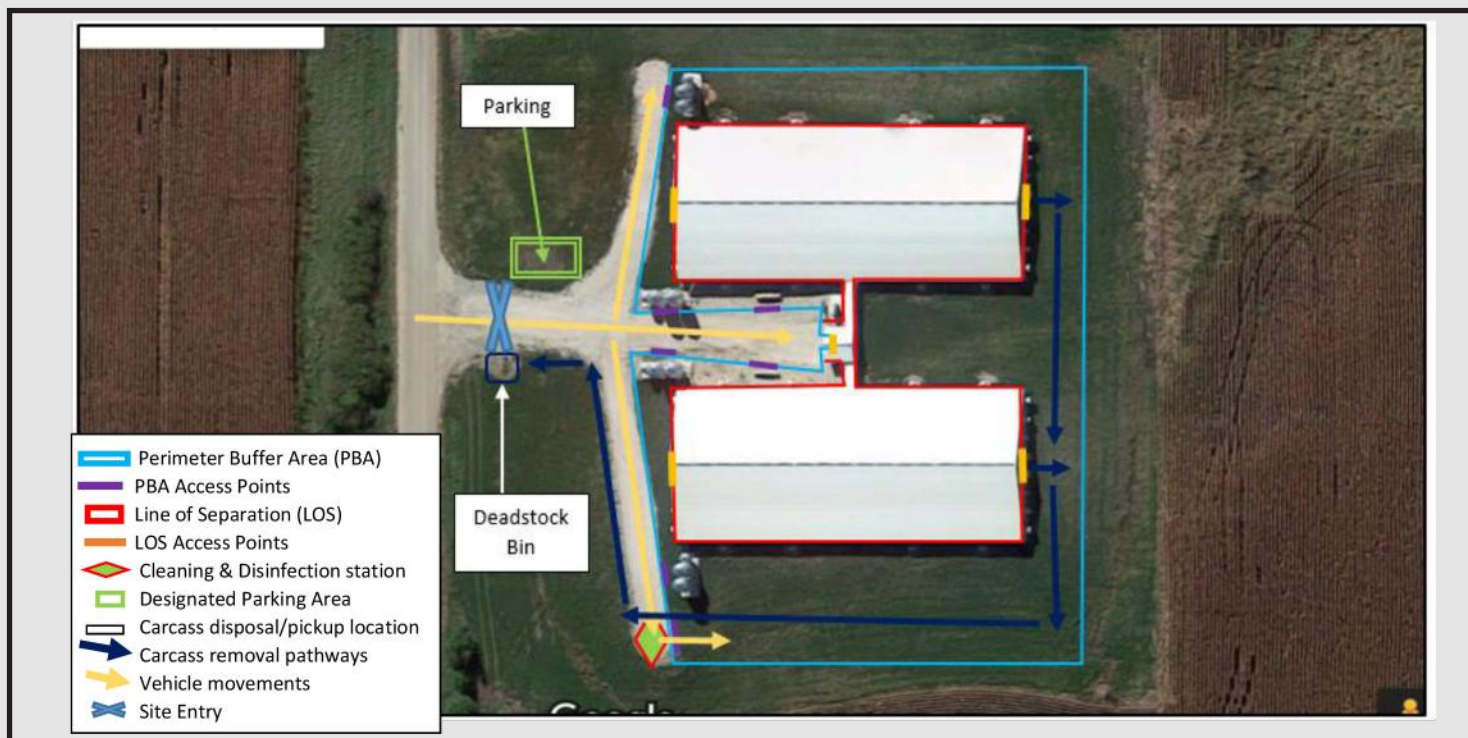 Parking
Deadstock
Bin
Perimeter Buffer Area (PBA)
PBA Access Points
Line of Separation (LOS)
LOS Access Points
Cleaning & Disinfection station
Designated Parking Area
Carcass disposal/pickup location
Carcass removal pathways
Vehicle movements
Site Entry
Google